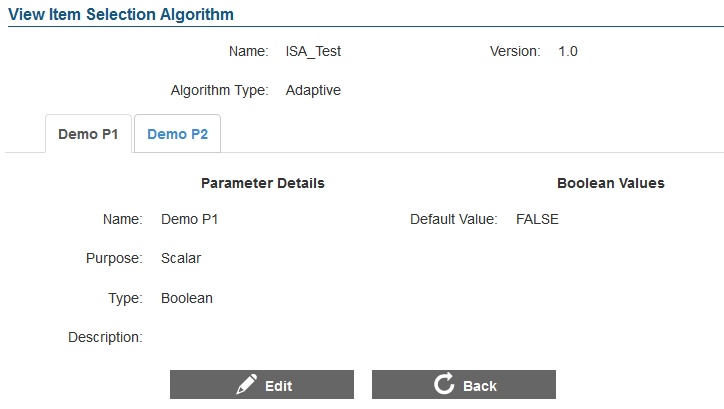 View Item Selection Algorithm
Name: ISA_Test Version: 1.0
Algorithm Type: Adaptive
Demo P1 Demo P2
Parameter Details Boolean Values
Name: Demo P1 Default Value: FALSE
Purpose: Scalar
Type: Boolean
Description:
Edit Back